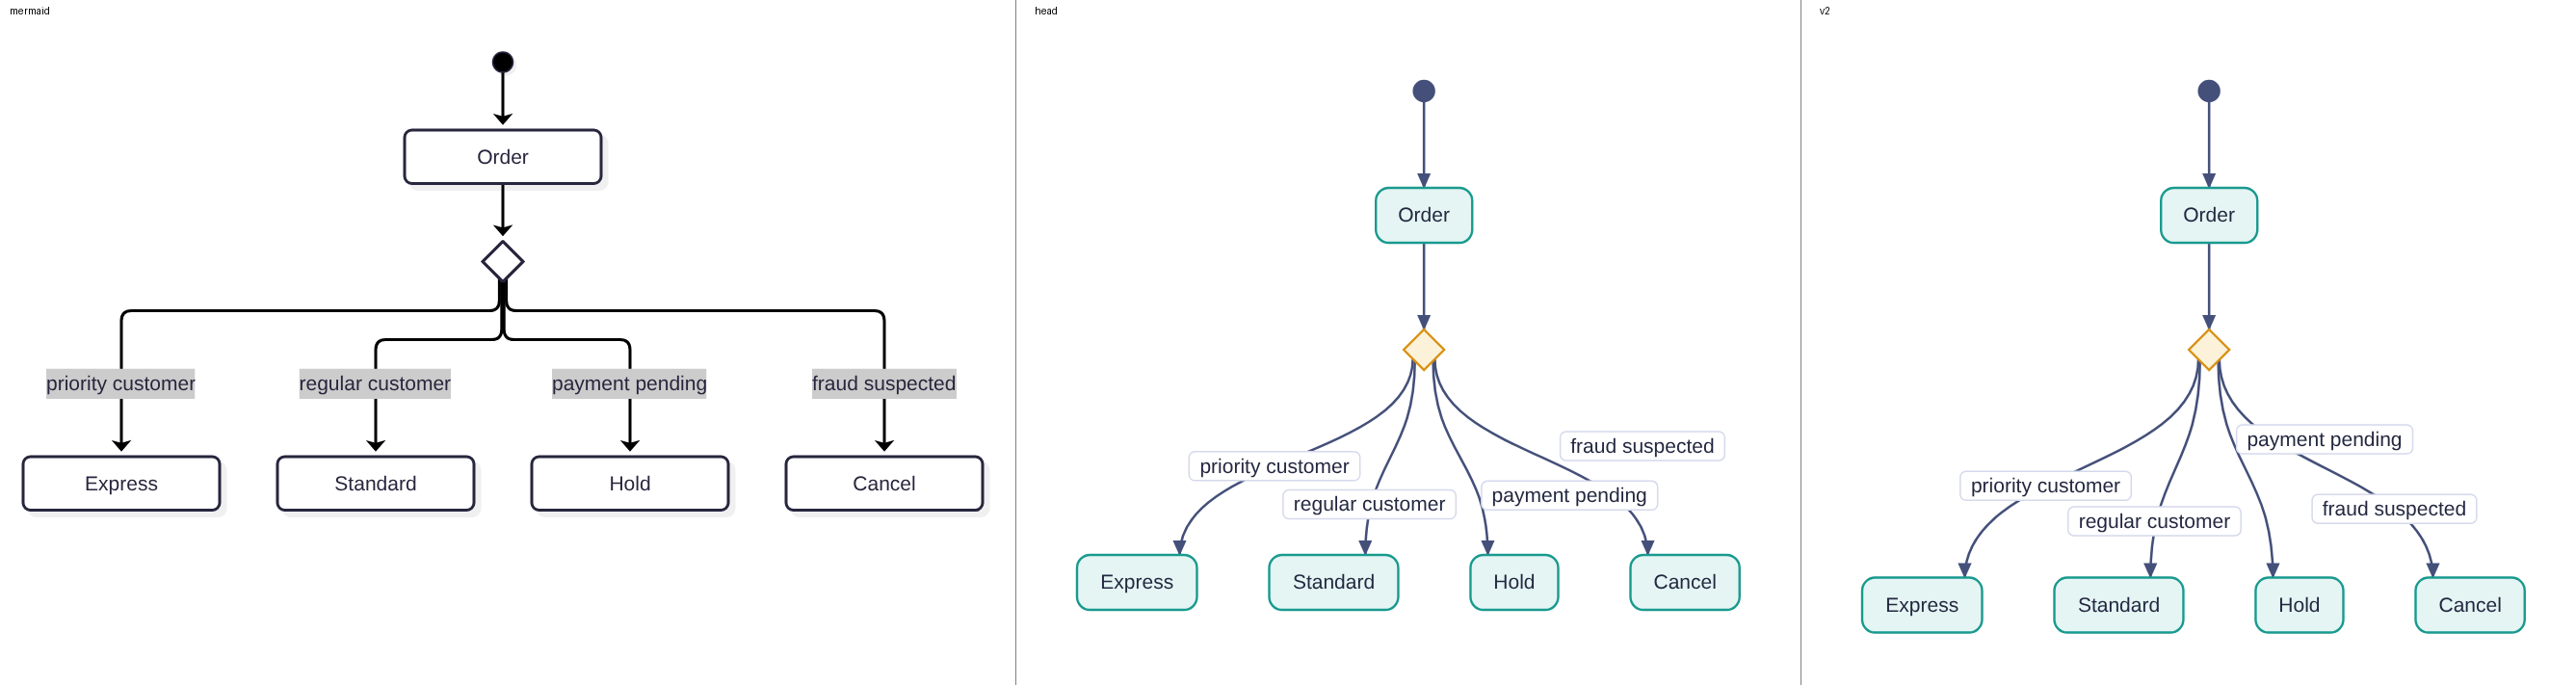 mermaid
Order
priority customer
regular customer
payment pending
fraud suspected
Express
Standard
Hold
Cancel
head
Order
fraud suspected
priority customer
payment pending
regular customer
Express
Standard
Hold
Cancel
v2
Order
payment pending
priority customer
fraud suspected
regular customer
Express
Standard
Hold
Cancel